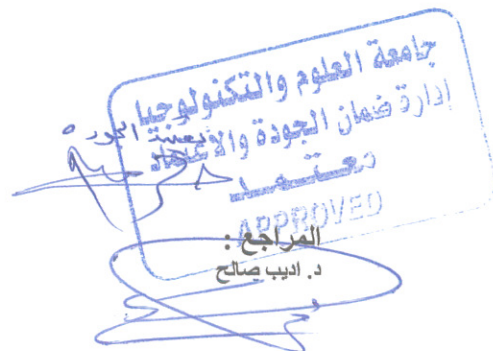 جامعة العلوم والتكنولوجيا
إدارة ضمان الجودة والاعتماد
معتمد
APPROVED
المراجع :
د. اديب صالح